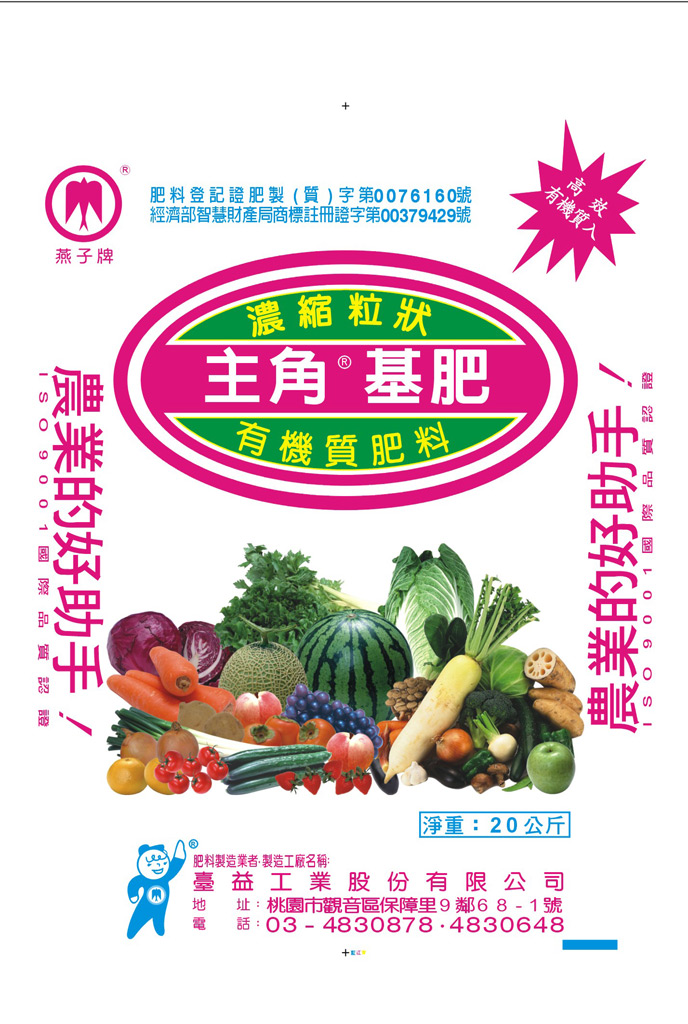 ®
燕子牌
肥料登記證肥製(質)字第0076160號
經濟部智慧財產局商標註冊證字第00379429號
高效
有機質入
濃縮粒狀
主角®基肥
有機質肥料
農業的好助手!
ISO9001國際品質認證
農業的好助手!
ISO9001國際品質認證
淨重：20公斤
®
肥料製造業者·製造工廠名稱:
臺益工業股份有限公司
地　址：桃園市觀音區保障里9鄰68-1號
電　話：03-4830878·4830648